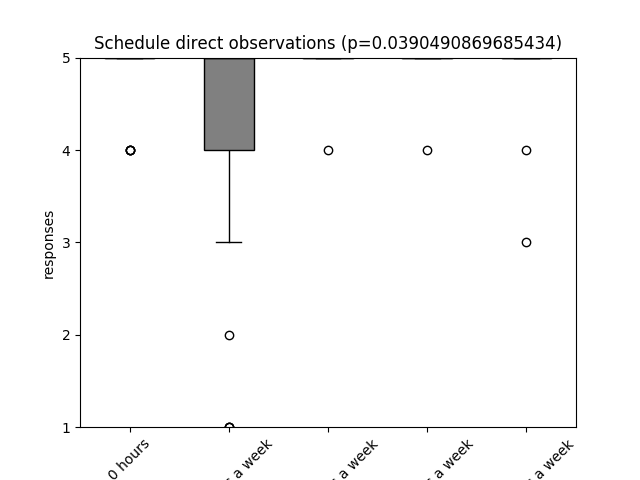 Schedule direct observations (p=0.0390490869685434)
5
4
3
2
1
responses
0 hours
a week
a week
a week
a week